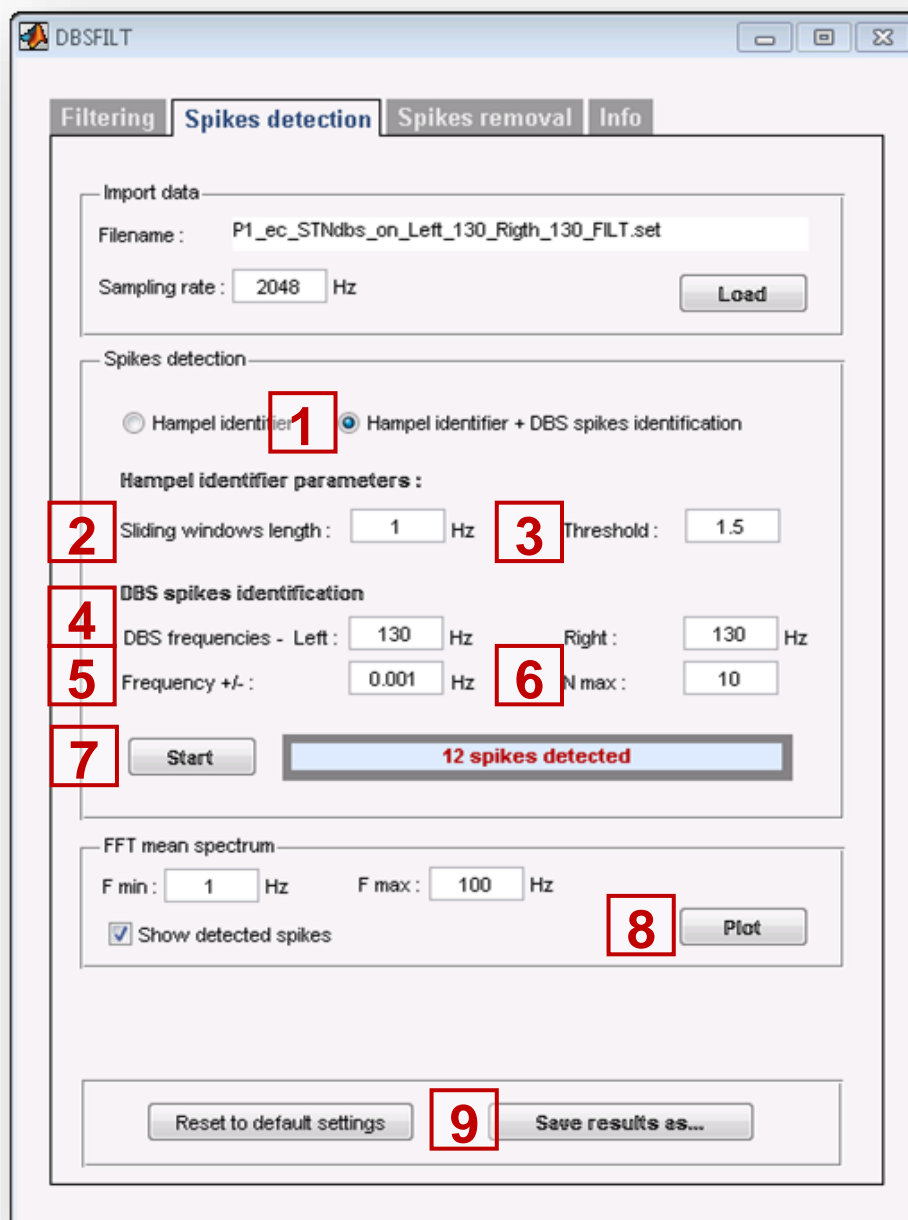 DBSFILT
Filtering Spikes detection Spikes removal Info
Import data
Filename : P1_ec_STNdbs_on_Left_130_Rigth_130_FILT.set
Sampling rate : 2048 Hz Load
Spikes detection
Hampel identifier 1 Hampel identifier + DBS spikes identification
Hampel identifier parameters :
2 Sliding windows length : 1 Hz 3 Threshold : 1.5
DBS spikes identification
4 DBS frequencies - Left : 130 Hz Right : 130 Hz
5 Frequency +/- : 0.001 Hz 6 N max : 10
7 Start 12 spikes detected
FFT mean spectrum
F min : 1 Hz F max : 100 Hz
Show detected spikes 8 Plot
Reset to default settings 9 Save results as...